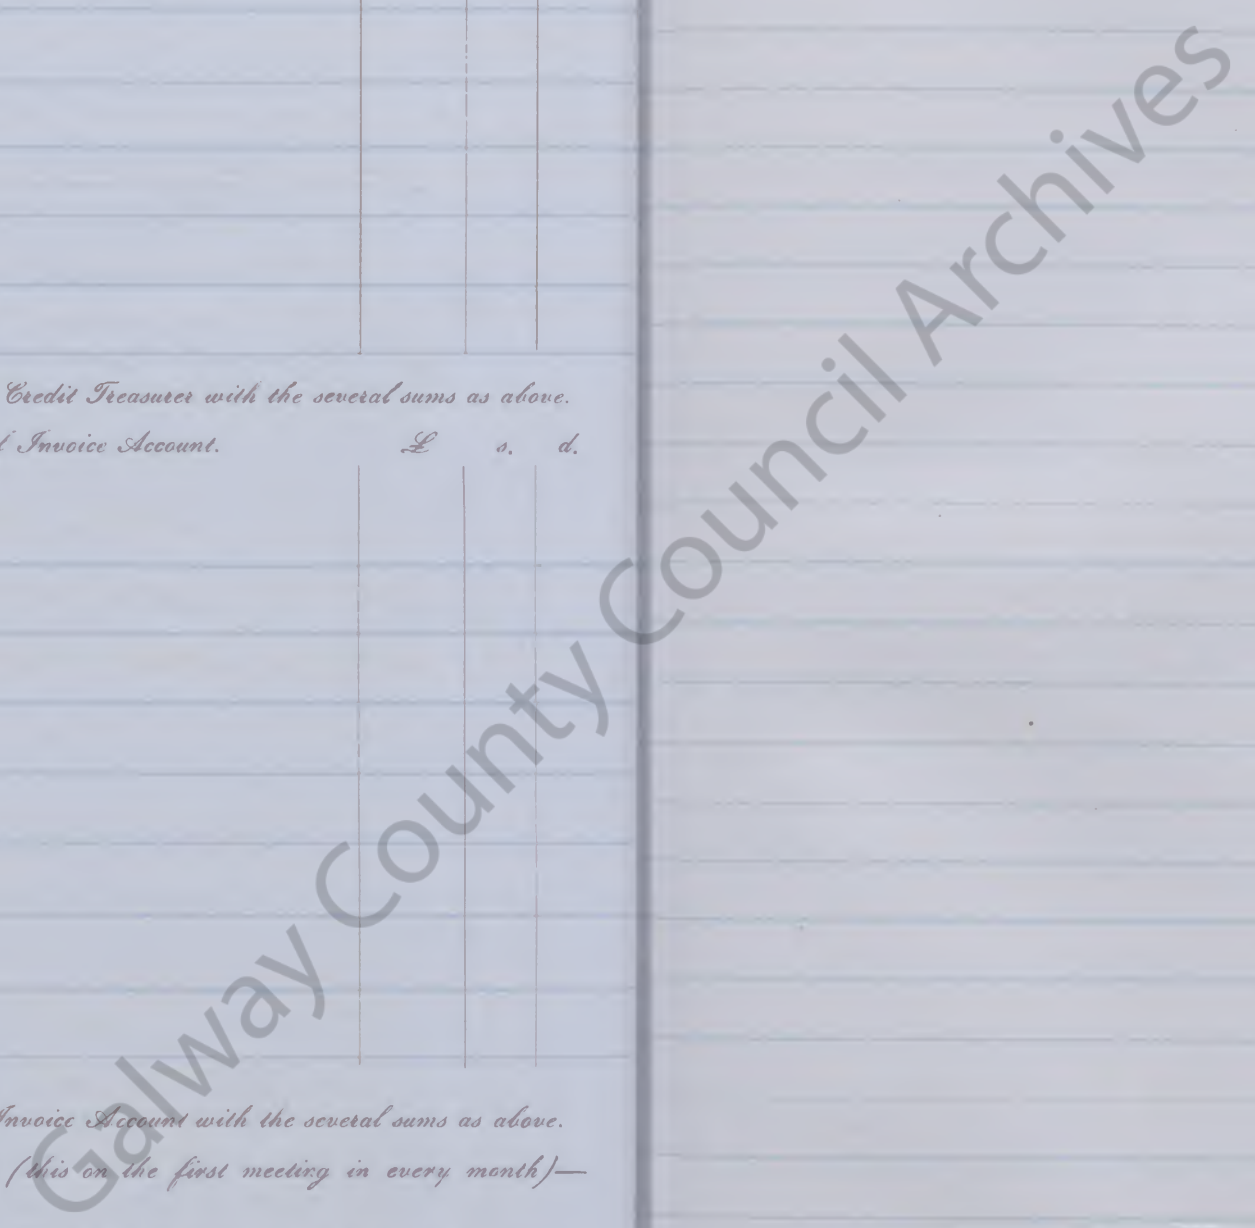 Credit Treasurer with the several sums as above.
Invoice Account. £ s. d.
Invoice Account with the several sums as above.
(this on the first meeting in every month)—
Galway County Council Archives